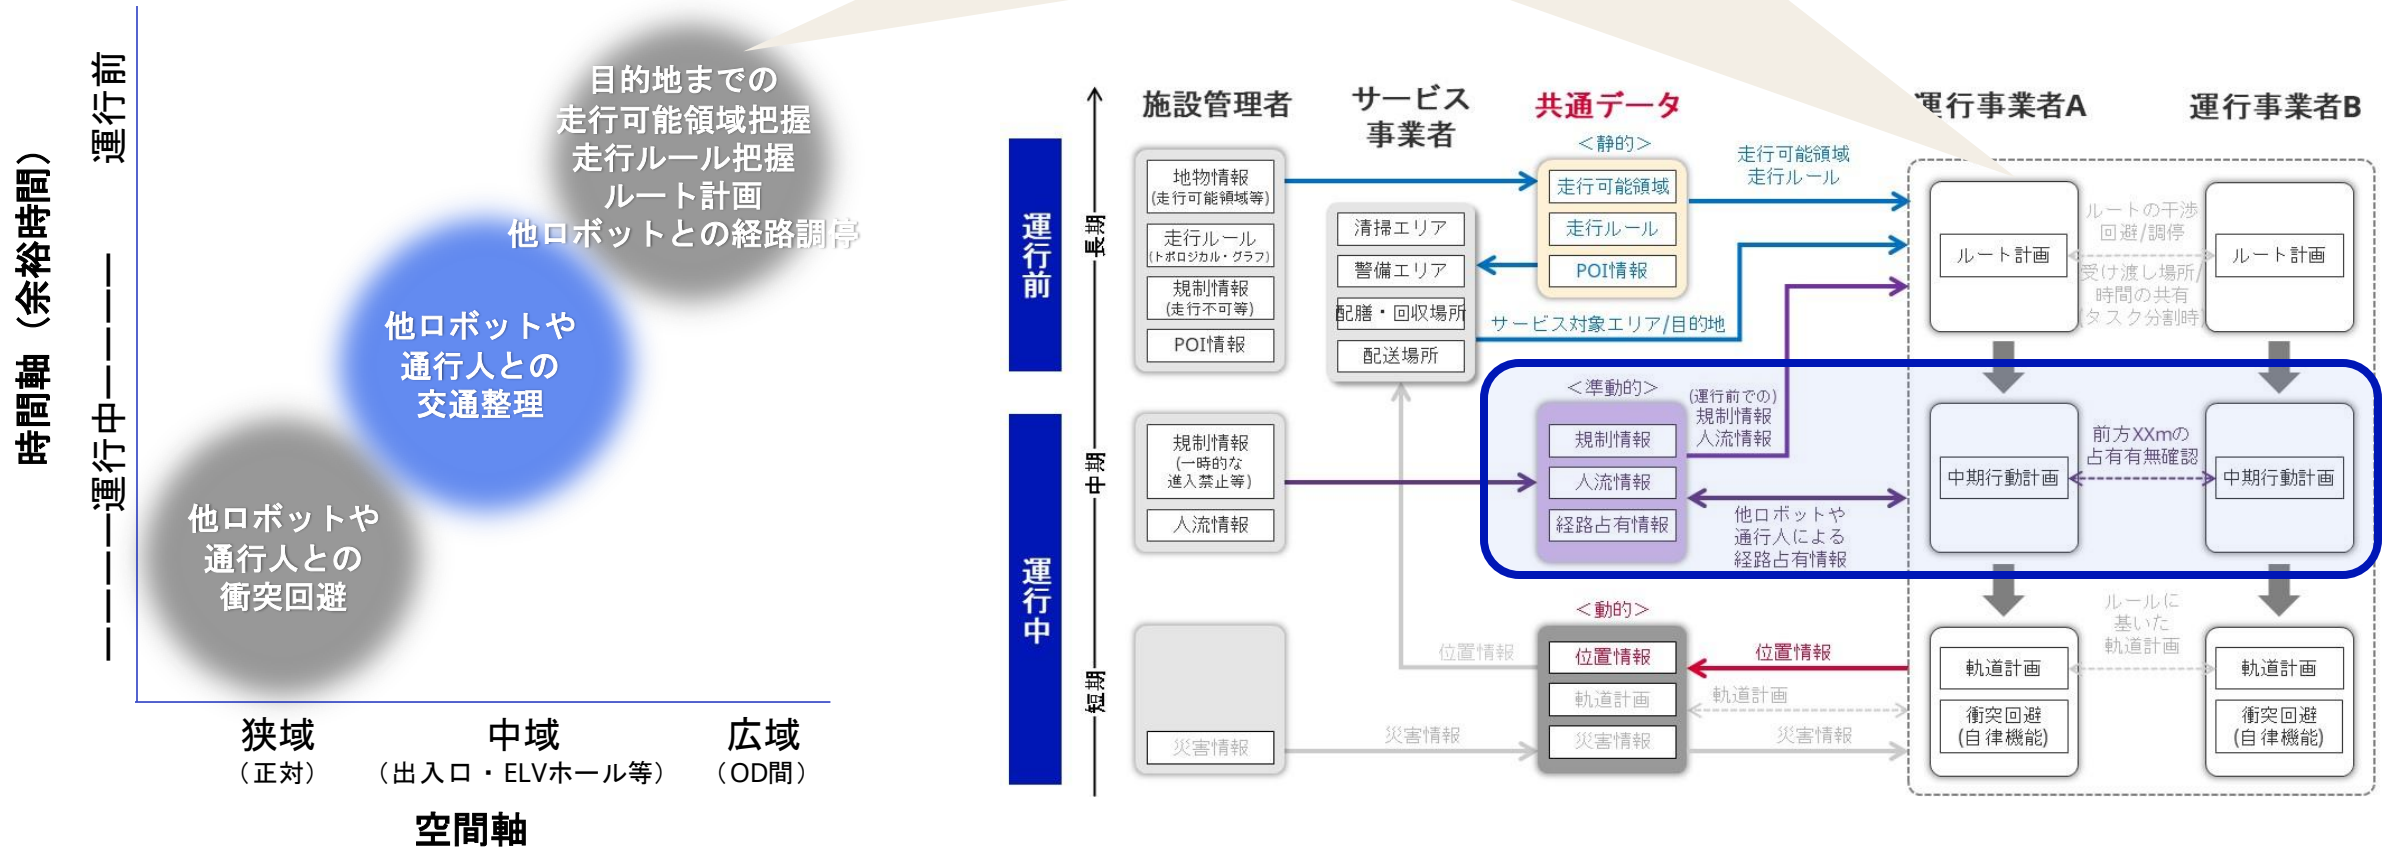 時間軸（余裕時間）
運行前
運行中
目的地までの
走行可能領域把握
走行ルール把握
ルート計画
他ロボットとの経路調停
他ロボットや
通行人との
交通整理
他ロボットや
通行人との
衝突回避
狭域
（正対）
中域
（出入口・ELVホール等）
広域
（OD間）
空間軸
運行前
運行中
長期
中期
短期
施設管理者
サービス
事業者
共通データ
運行事業者A
運行事業者B
地物情報
(走行可能領域等)
走行ルール
(トポロジカル・グラフ)
規制情報
(走行不可等)
POI情報
清掃エリア
警備エリア
配膳・回収場所
配送場所
＜静的＞
走行可能領域
走行ルール
POI情報
走行可能領域
走行ルール
サービス対象エリア/目的地
ルート計画
ルートの干渉
回避/調停
受け渡し場所/
時間の共有
(タスク分割時)
ルート計画
規制情報
(一時的な
進入禁止等)
人流情報
＜準動的＞
規制情報
人流情報
経路占有情報
(運行前での)
規制情報
人流情報
他ロボットや
通行人による
経路占有情報
中期行動計画
前方XXmの
占有有無確認
中期行動計画
災害情報
位置情報
災害情報
＜動的＞
位置情報
軌道計画
災害情報
位置情報
軌道計画
災害情報
軌道計画
衝突回避
(自律機能)
ルールに
基いた
軌道計画
軌道計画
衝突回避
(自律機能)